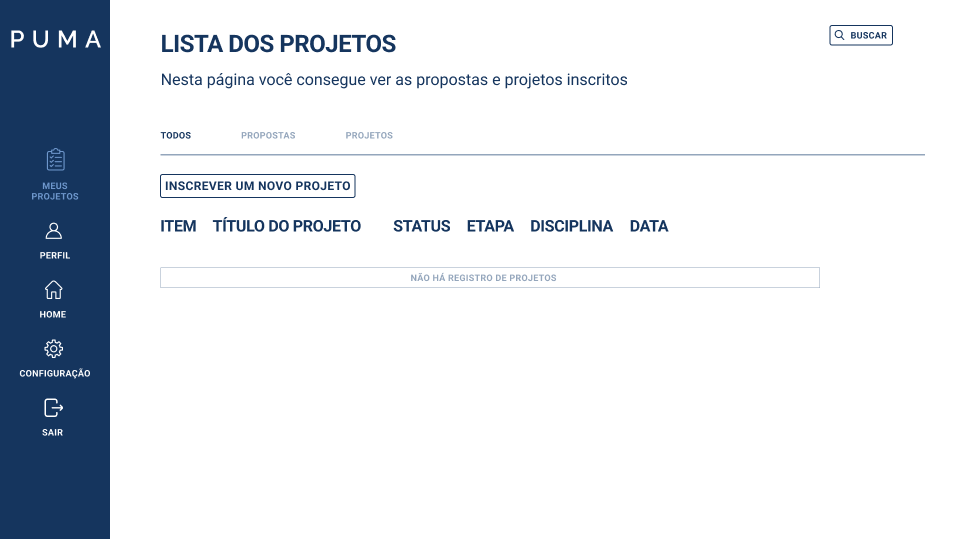 PUMA
MEUS
PROJETOS
PERFIL
HOME
CONFIGURAÇÃO
SAIR
LISTA DOS PROJETOS
BUSCAR
Nesta página você consegue ver as propostas e projetos inscritos
TODOS PROPOSTAS PROJETOS
INSCREVER UM NOVO PROJETO
ITEM TÍTULO DO PROJETO STATUS ETAPA DISCIPLINA DATA
NÃO HÁ REGISTRO DE PROJETOS